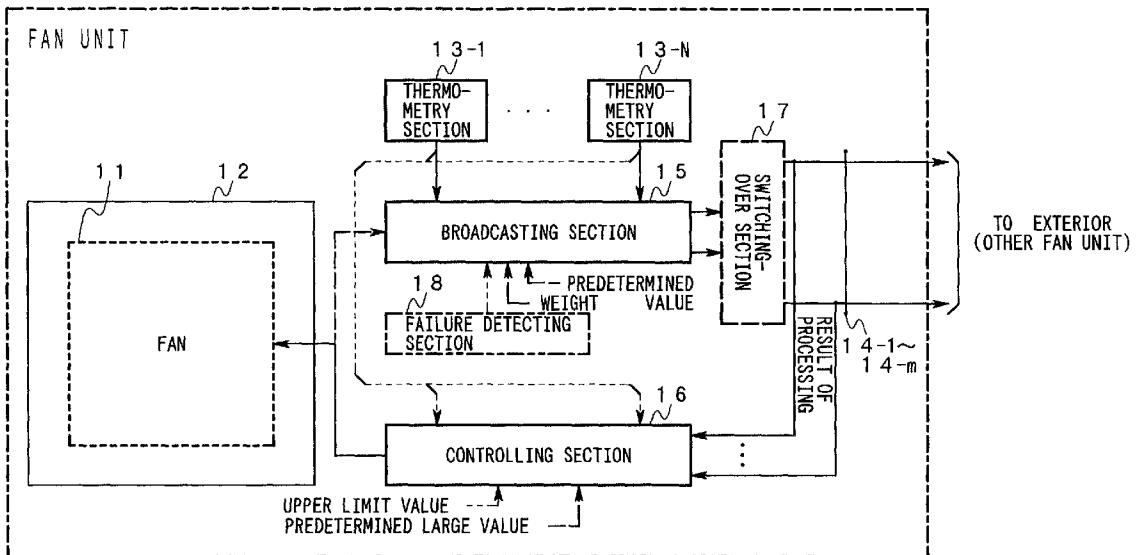 FAN UNIT
13-1
13-N
THERMO-
METRY
SECTION
. . .
THERMO-
METRY
SECTION
17
11
12
15
SWITCHING-
OVER SECTION
BROADCASTING SECTION
TO EXTERIOR
(OTHER FAN UNIT)
PREDETERMINED
VALUE
WEIGHT
18
FAILURE DETECTING
SECTION
FAN
RESULT OF
PROCESSING
14-1~
14-m
16
CONTROLLING SECTION
UPPER LIMIT VALUE
PREDETERMINED LARGE VALUE